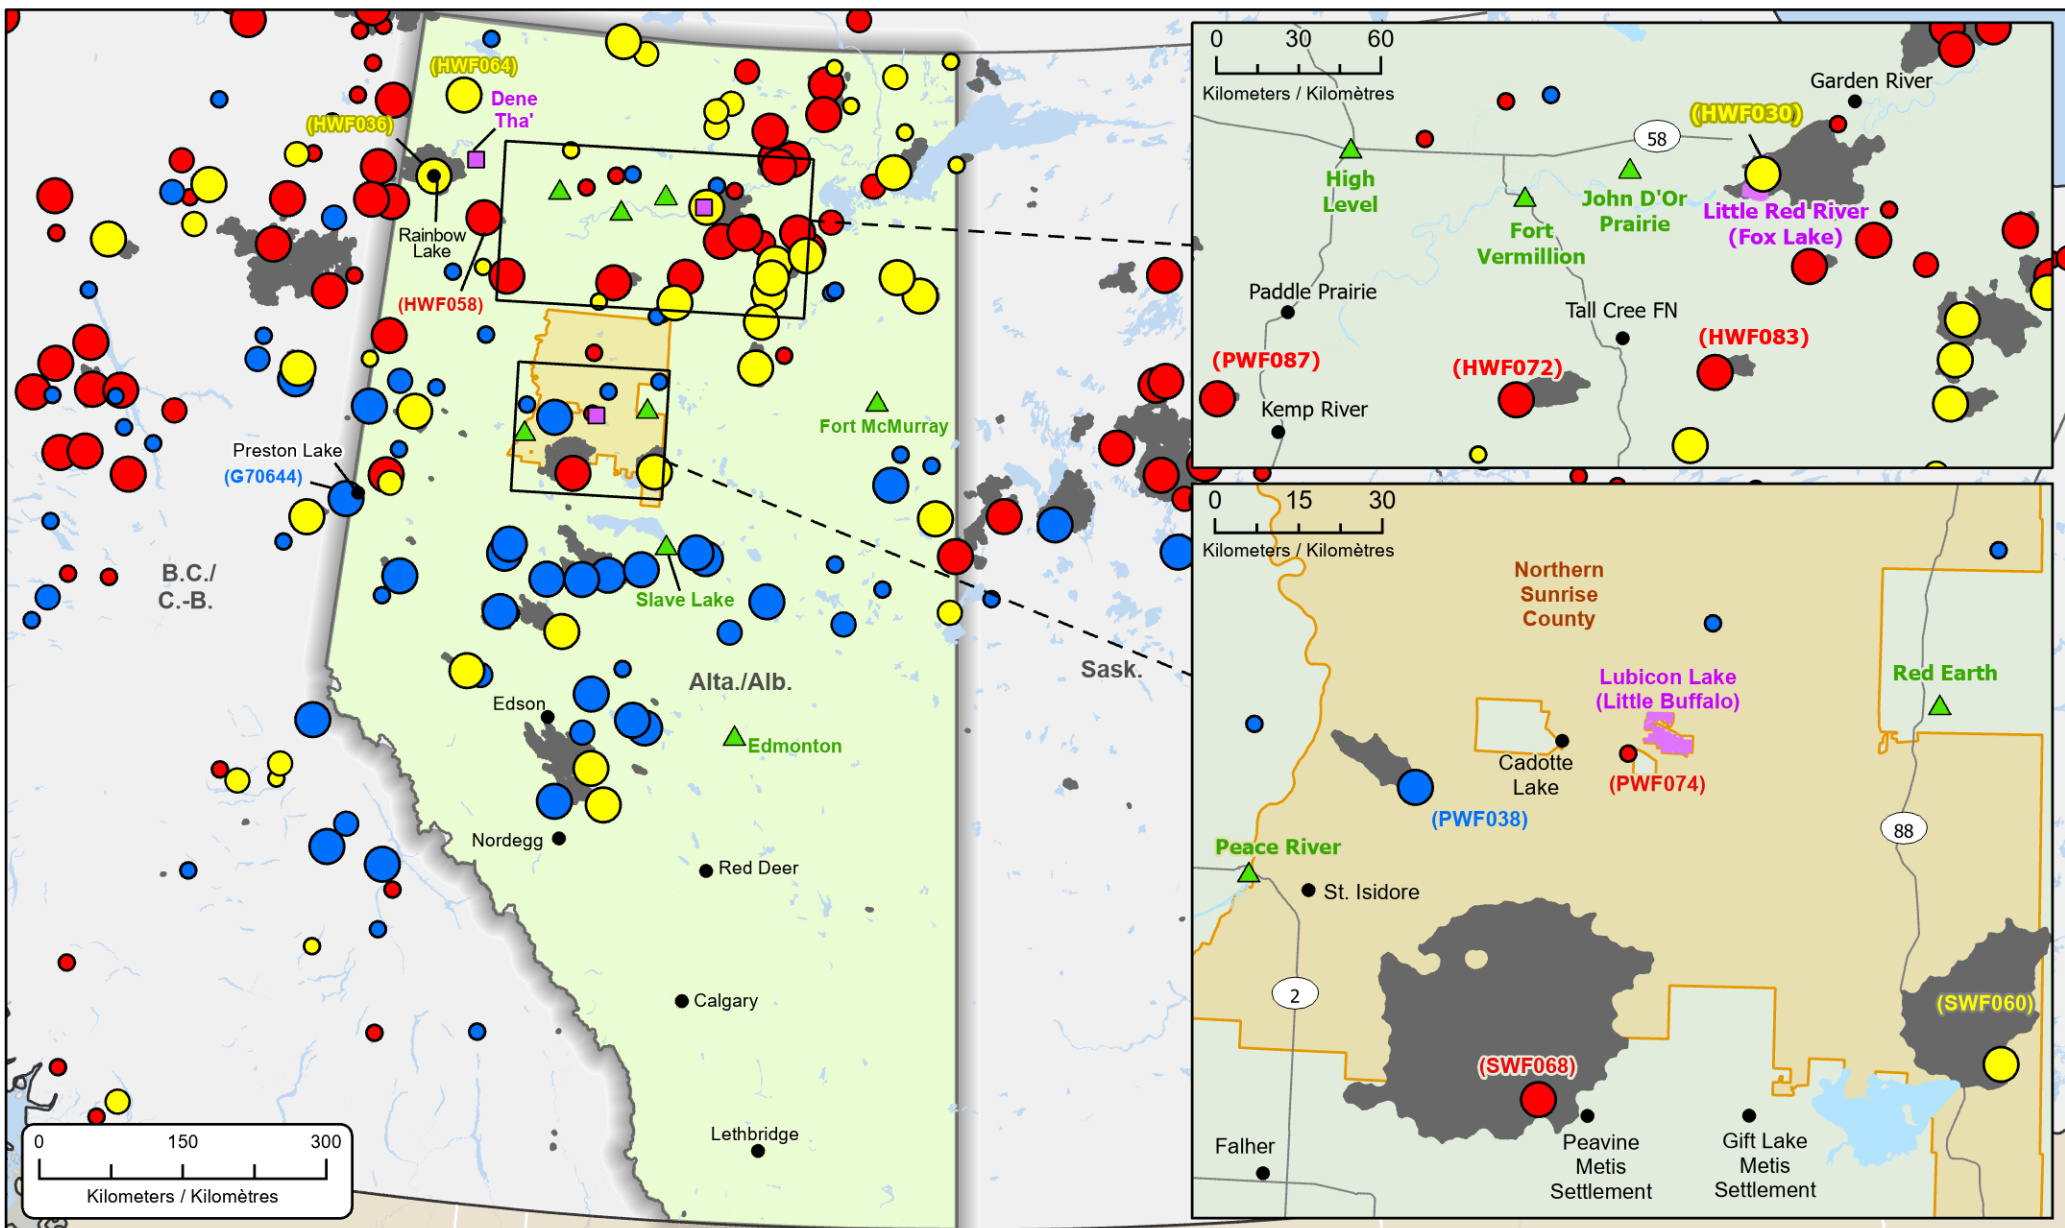 (HWF064)
Dene
Tha'
(HWF036)
Rainbow
Lake
(HWF058)
Fort McMurray
Preston Lake
(G70644)
B.C./
C.-B.
Slave Lake
Sask.
Alta./Alb.
Edson
Edmonton
Nordegg
Red Deer
Calgary
Lethbridge
0 150 300
Kilometers / Kilomètres
0 30 60
Kilometers / Kilomètres
Garden River
(HWF030)
58
High
Level
John D'Or
Prairie
Little Red River
(Fox Lake)
Fort
Vermillion
Paddle Prairie
Tall Cree FN
(HWF083)
(PWF087)
(HWF072)
Kemp River
0 15 30
Kilometers / Kilomètres
Northern
Sunrise
County
Lubicon Lake
(Little Buffalo)
Red Earth
Cadotte
Lake
(PWF074)
(PWF038)
88
Peace River
St. Isidore
2
(SWF060)
(SWF068)
Falher
Peavine
Metis
Settlement
Gift Lake
Metis
Settlement